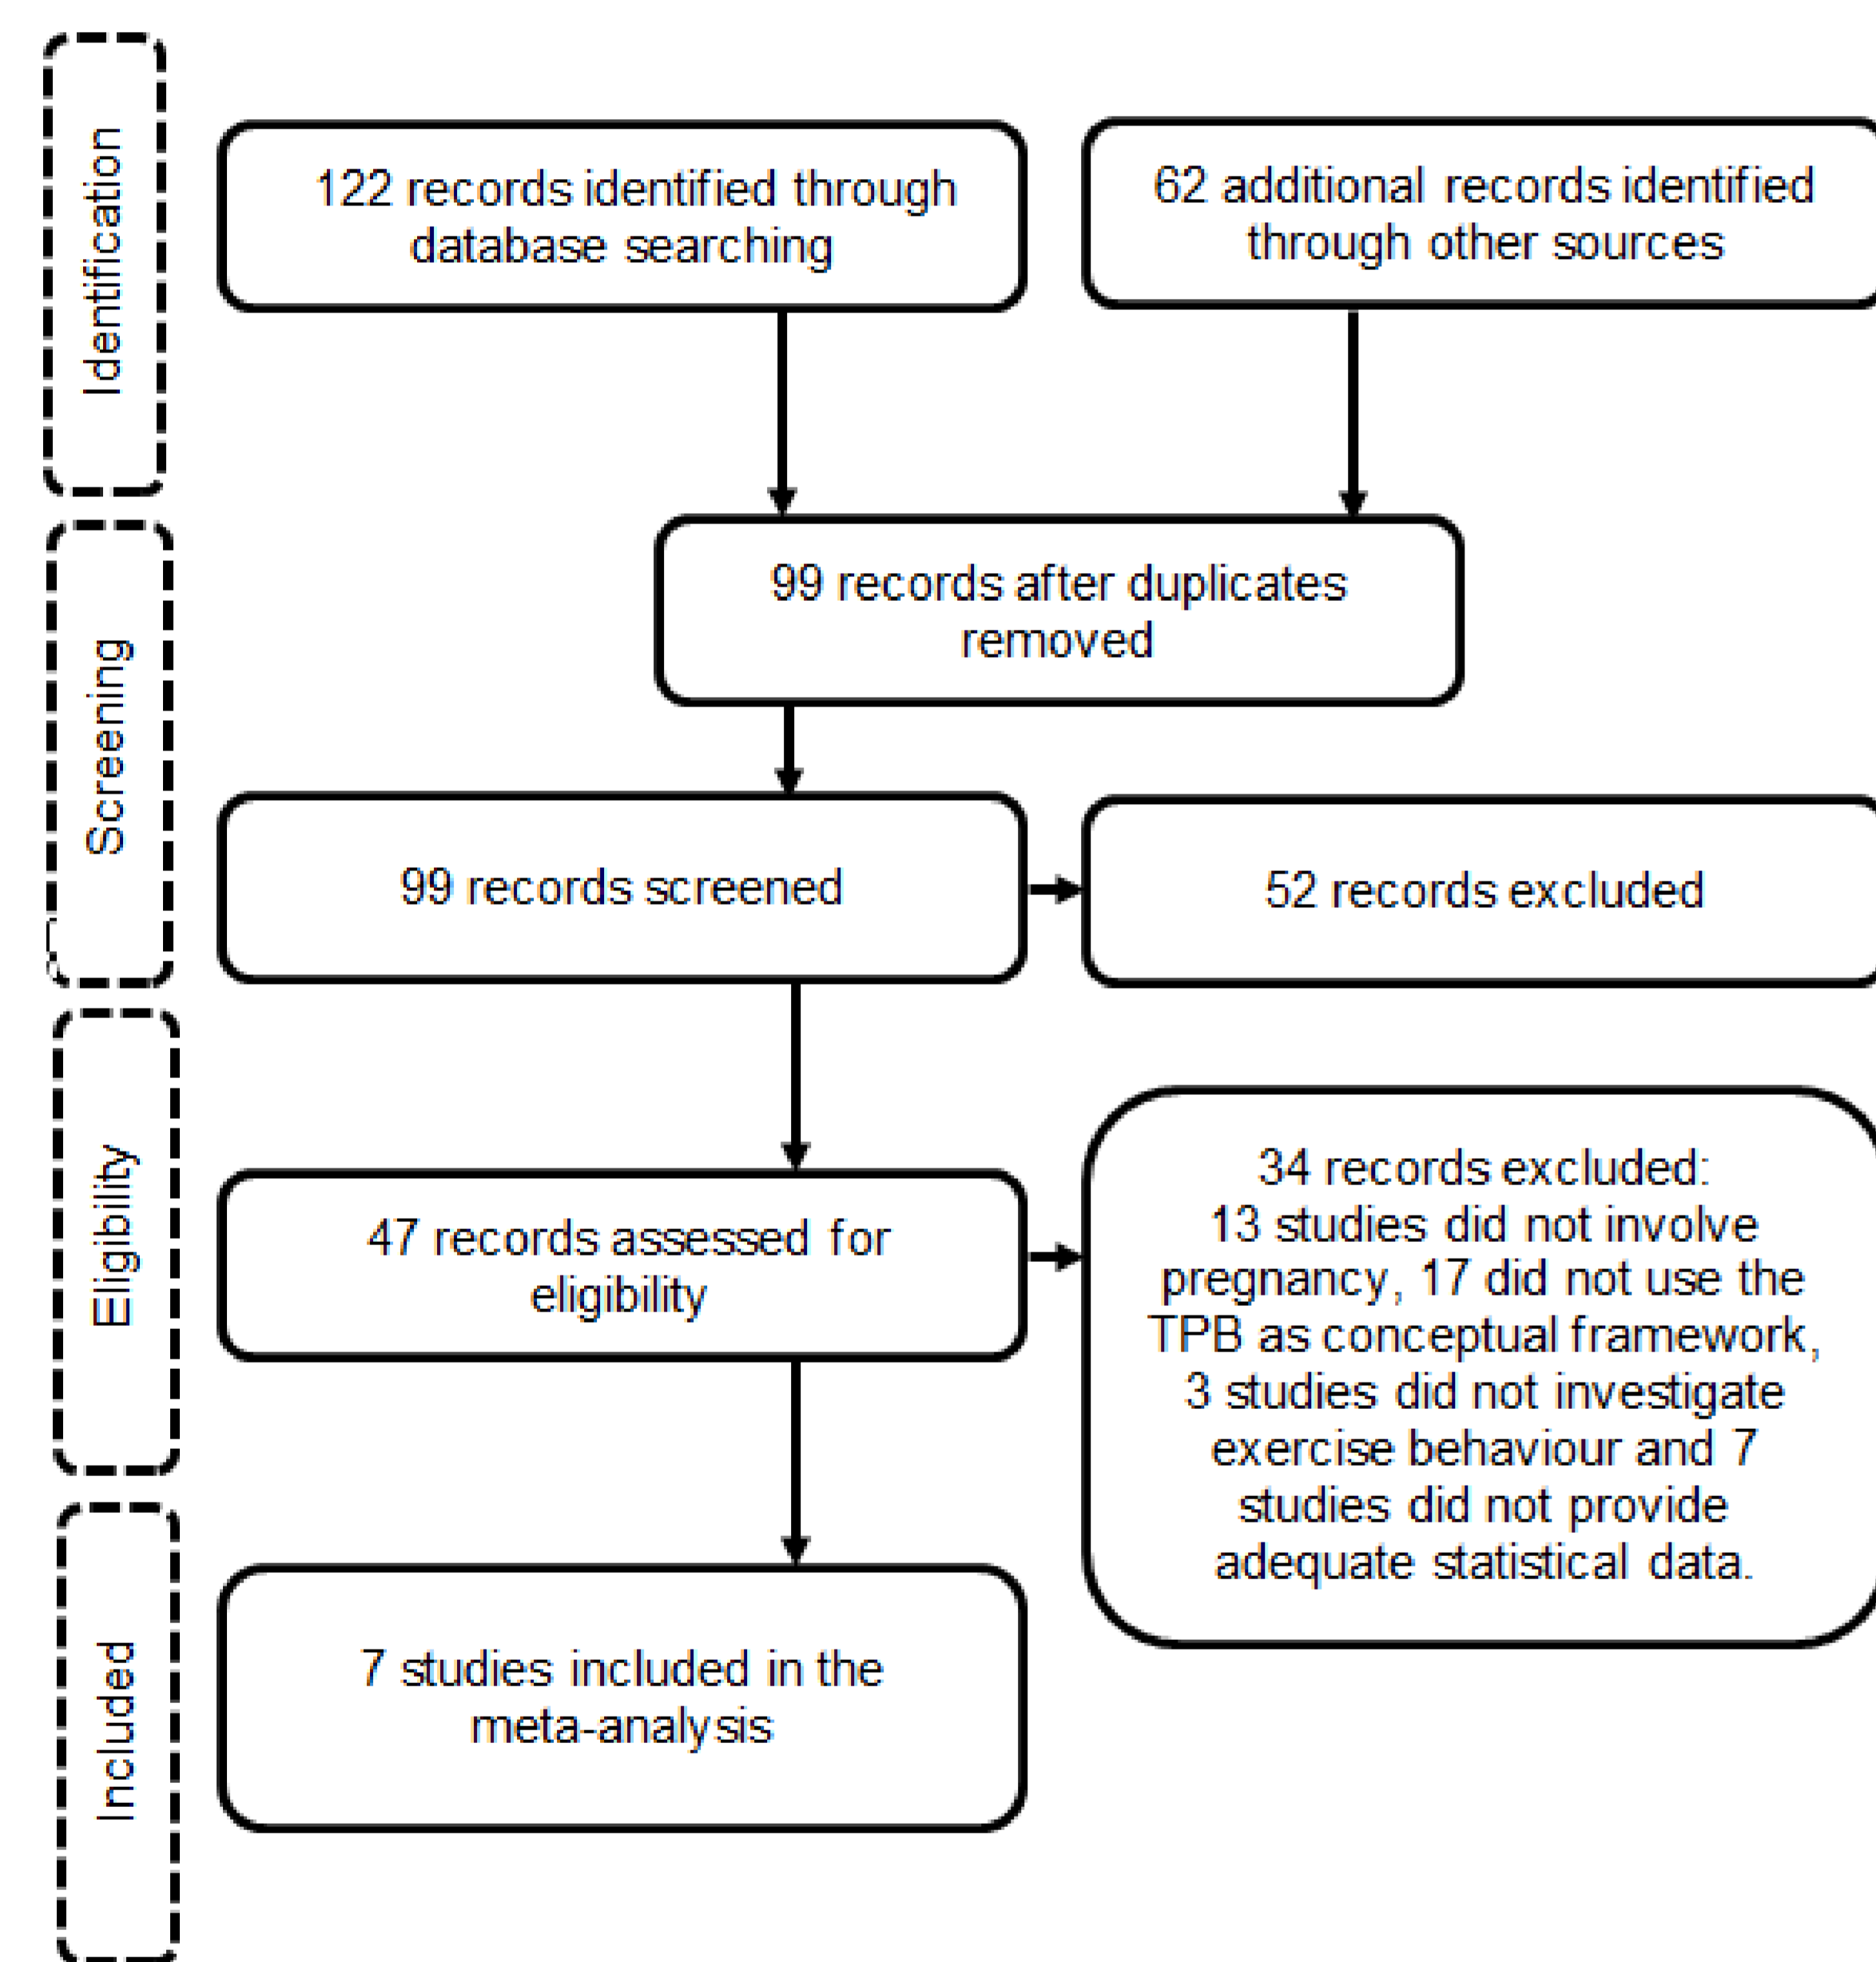 Identification
122 records identified through
database searching
62 additional records identified
through other sources
Screening
99 records after duplicates
removed
99 records screened
52 records excluded
Eligibility
47 records assessed for
eligibility
34 records excluded:
13 studies did not involve
pregnancy, 17 did not use the
TPB as conceptual framework,
3 studies did not investigate
exercise behaviour and 7
studies did not provide
adequate statistical data.
Included
7 studies included in the
meta-analysis